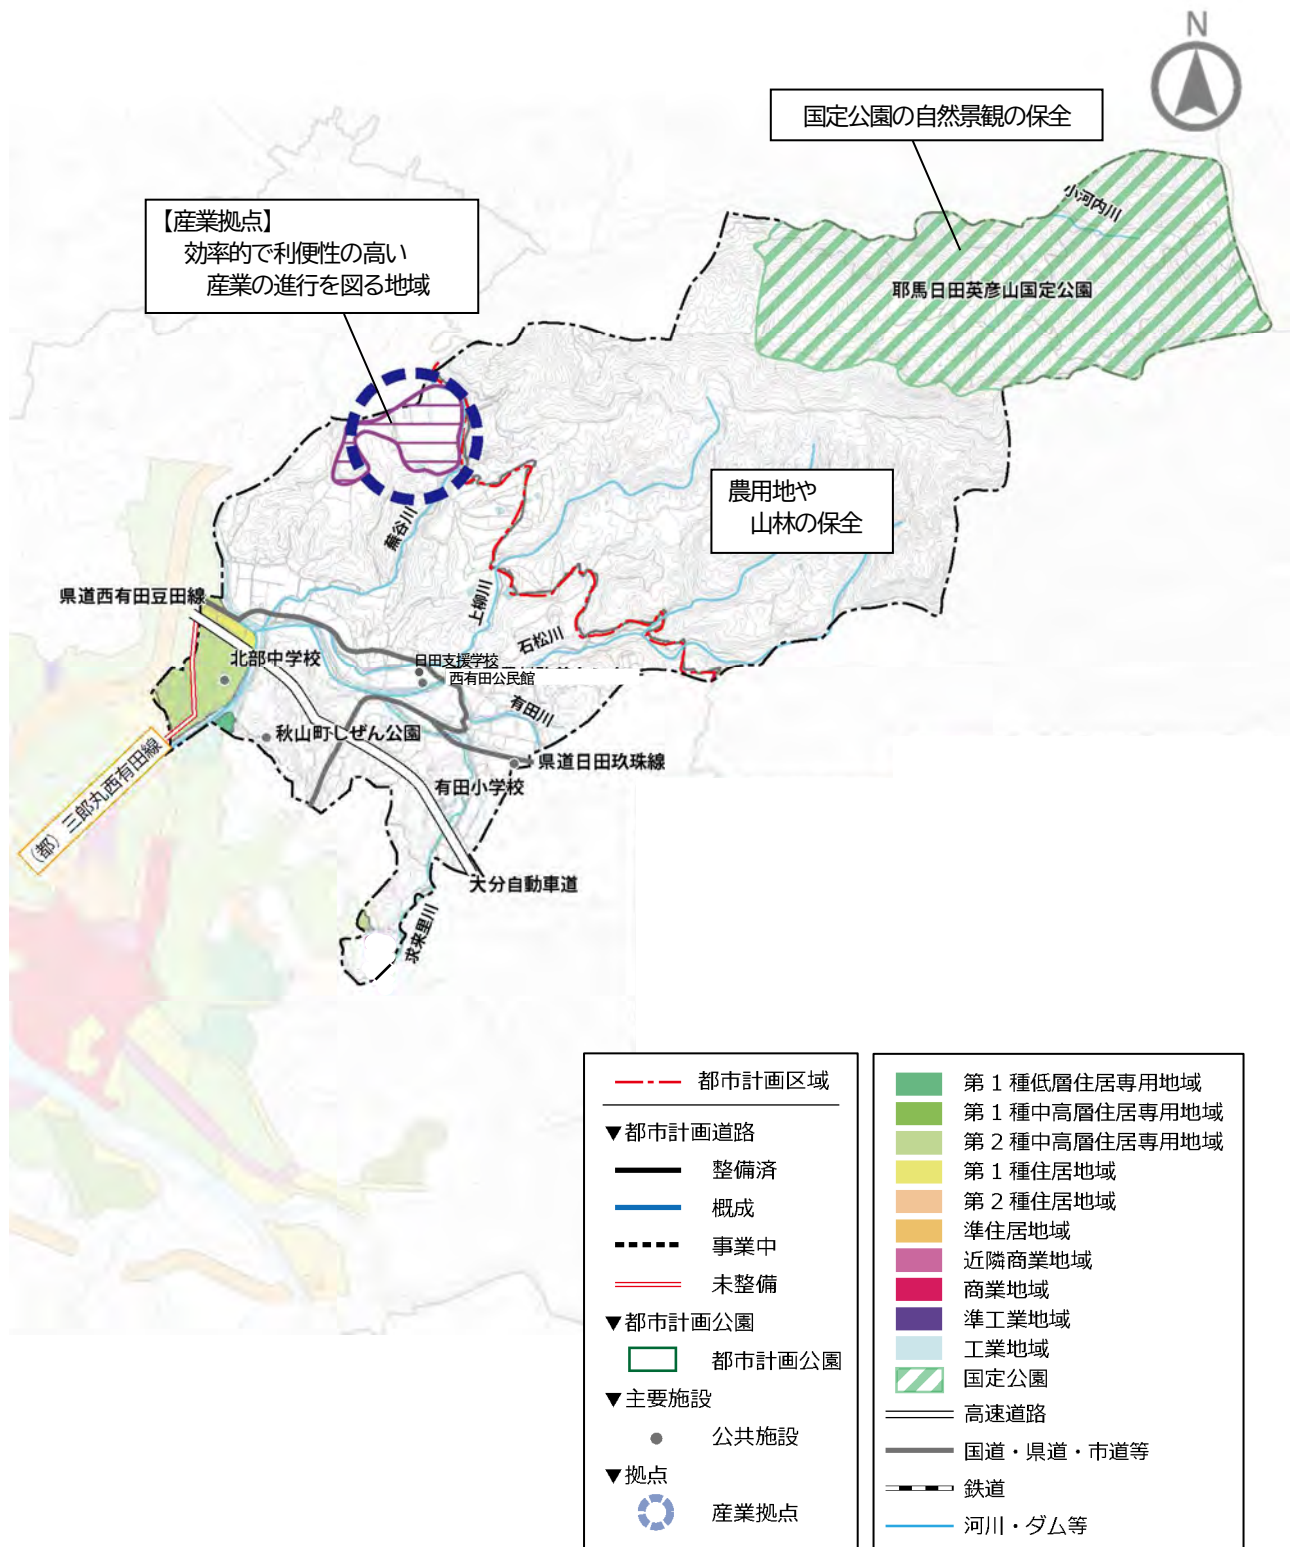 N
国定公園の自然景観の保全
小河内川
【産業拠点】
効率的で利便性の高い
産業の進行を図る地域
耶馬日田英彦山国定公園
農用地や
山林の保全
蕪谷川
県道西有田豆田線
上柳川
石松川
北部中学校
日田支援学校
西有田公民館
有田川
秋山町しぜん公園
県道日田玖珠線
有田小学校
(都) 三郎丸西有田線
大分自動車道
求来里川
都市計画区域
▼都市計画道路
整備済
概成
事業中
未整備
▼都市計画公園
都市計画公園
▼主要施設
公共施設
▼拠点
産業拠点
第1種低層住居専用地域
第1種中高層住居専用地域
第2種中高層住居専用地域
第1種住居地域
第2種住居地域
準住居地域
近隣商業地域
商業地域
準工業地域
工業地域
国定公園
高速道路
国道・県道・市道等
鉄道
河川・ダム等